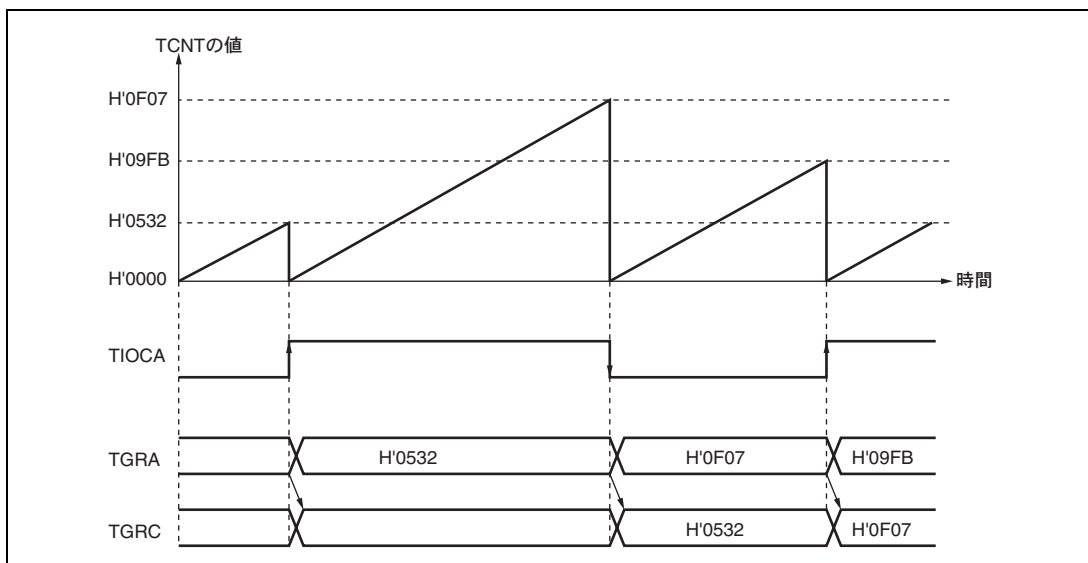 TCNTの値
H'0F07
H'09FB
H'0532
H'0000
時間
TIOCA
TGRA
H'0532
H'0F07
H'09FB
TGRC
H'0532
H'0F07